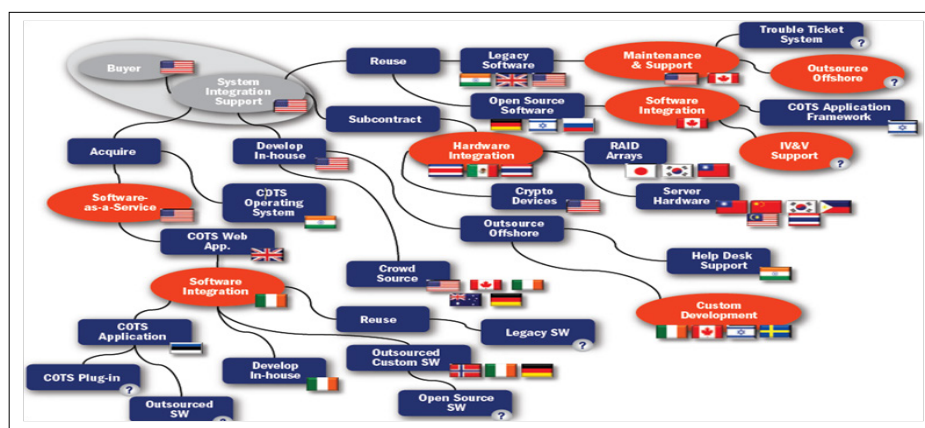 Buyer
System
Integration
Support
Reuse
Legacy
Software
Maintenance
& Support
Trouble Ticket
System
?
Outsource
Offshore
?
Open Source
Software
Software
Integration
COTS Application
Framework
IV&V
Support
?
Subcontract
Hardware
Integration
RAID
Arrays
Crypto
Devices
Server
Hardware
Acquire
Develop
In-house
Software-
as-a-Service
COTS
Operating
System
Outsource
Offshore
COTS Web
App.
Help Desk
Support
Crowd
Source
Software
Integration
Custom
Development
Reuse
Legacy SW
?
COTS
Application
COTS Plug-in
?
Outsourced
SW
?
Develop
In-house
Outsourced
Custom SW
Open Source
SW
?